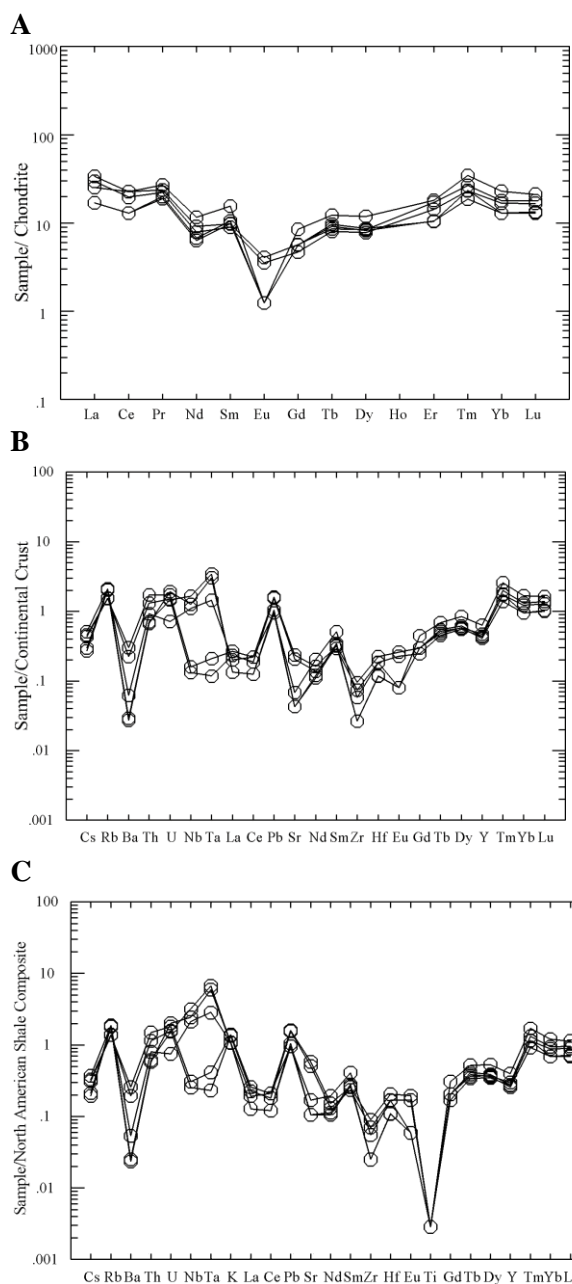 A
1000
100
10
1
.1
Sample/ Chondrite
La Ce Pr Nd Sm Eu Gd Tb Dy Ho Er Tm Yb Lu
B
100
10
1
0.1
.01
.001
Sample/Continental Crust
Cs Rb Ba Th U Nb Ta La Ce Pb Sr Nd Sm Zr Hf Eu Gd Tb Dy Y Tm Yb Lu
C
100
10
1
0.1
.01
.001
Sample/North American Shale Composite
Cs Rb Ba Th U Nb Ta K La Ce Pb Sr Nd Sm Zr Hf Eu Ti Gd Tb Dy Y Tm Yb L